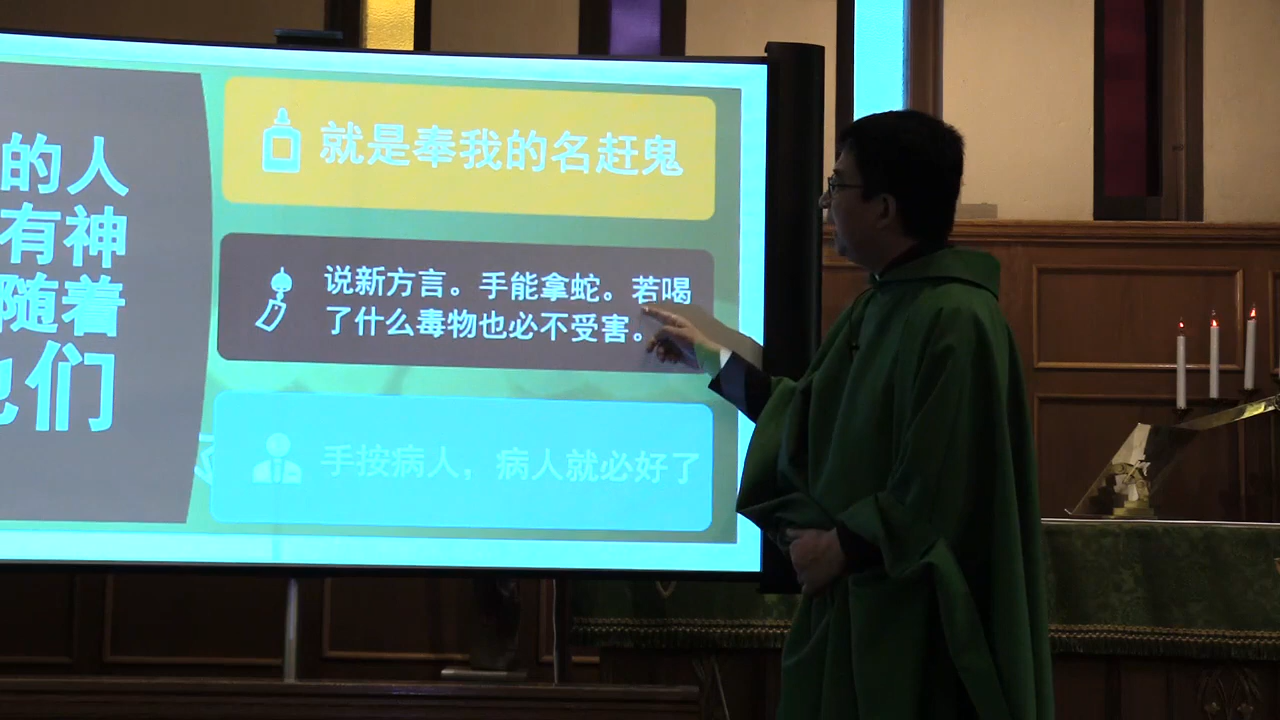 的人
有神
随着
他们
就是奉我的名赶鬼
说新方言。手能拿蛇。若喝
了什么毒物也必不受害。
手按病人，病人就必好了